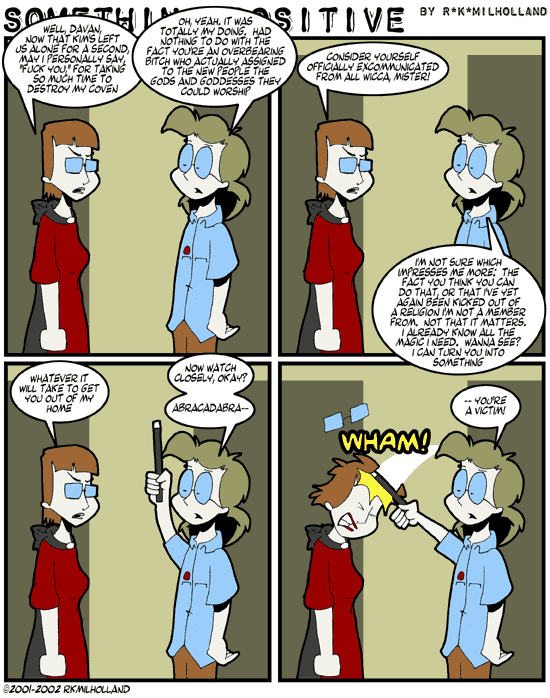 SOMETHING POSITIVE BY R*K*MILHOLLAND
WELL, DAVAN,
NOW THAT KIM'S LEFT
US ALONE FOR A SECOND,
MAY I PERSONALLY SAY,
"FUCK YOU," FOR TAKING
SO MUCH TIME TO
DESTROY MY COVEN
OH, YEAH. IT WAS
TOTALLY MY DOING. HAD
NOTHING TO DO WITH THE
FACT YOU'RE AN OVERBEARING
BITCH WHO ACTUALLY ASSIGNED
TO THE NEW PEOPLE THE
GODS AND GODDESSES THEY
COULD WORSHIP
CONSIDER YOURSELF
OFFICIALLY EXCOMMUNICATED
FROM ALL WICCA, MISTER!
I'M NOT SURE WHICH
IMPRESSES ME MORE: THE
FACT YOU THINK YOU CAN
DO THAT, OR THAT I'VE YET
AGAIN BEEN KICKED OUT OF
A RELIGION I'M NOT A MEMBER
FROM. NOT THAT IT MATTERS.
I ALREADY KNOW ALL THE
MAGIC I NEED. WANNA SEE?
I CAN TURN YOU INTO
SOMETHING
WHATEVER IT
WILL TAKE TO GET
YOU OUT OF MY
HOME
NOW WATCH
CLOSELY, OKAY?
ABRACADABRA--
WHAM!
-- YOU'RE
A VICTIM!
©2001-2002 RKMILHOLLAND